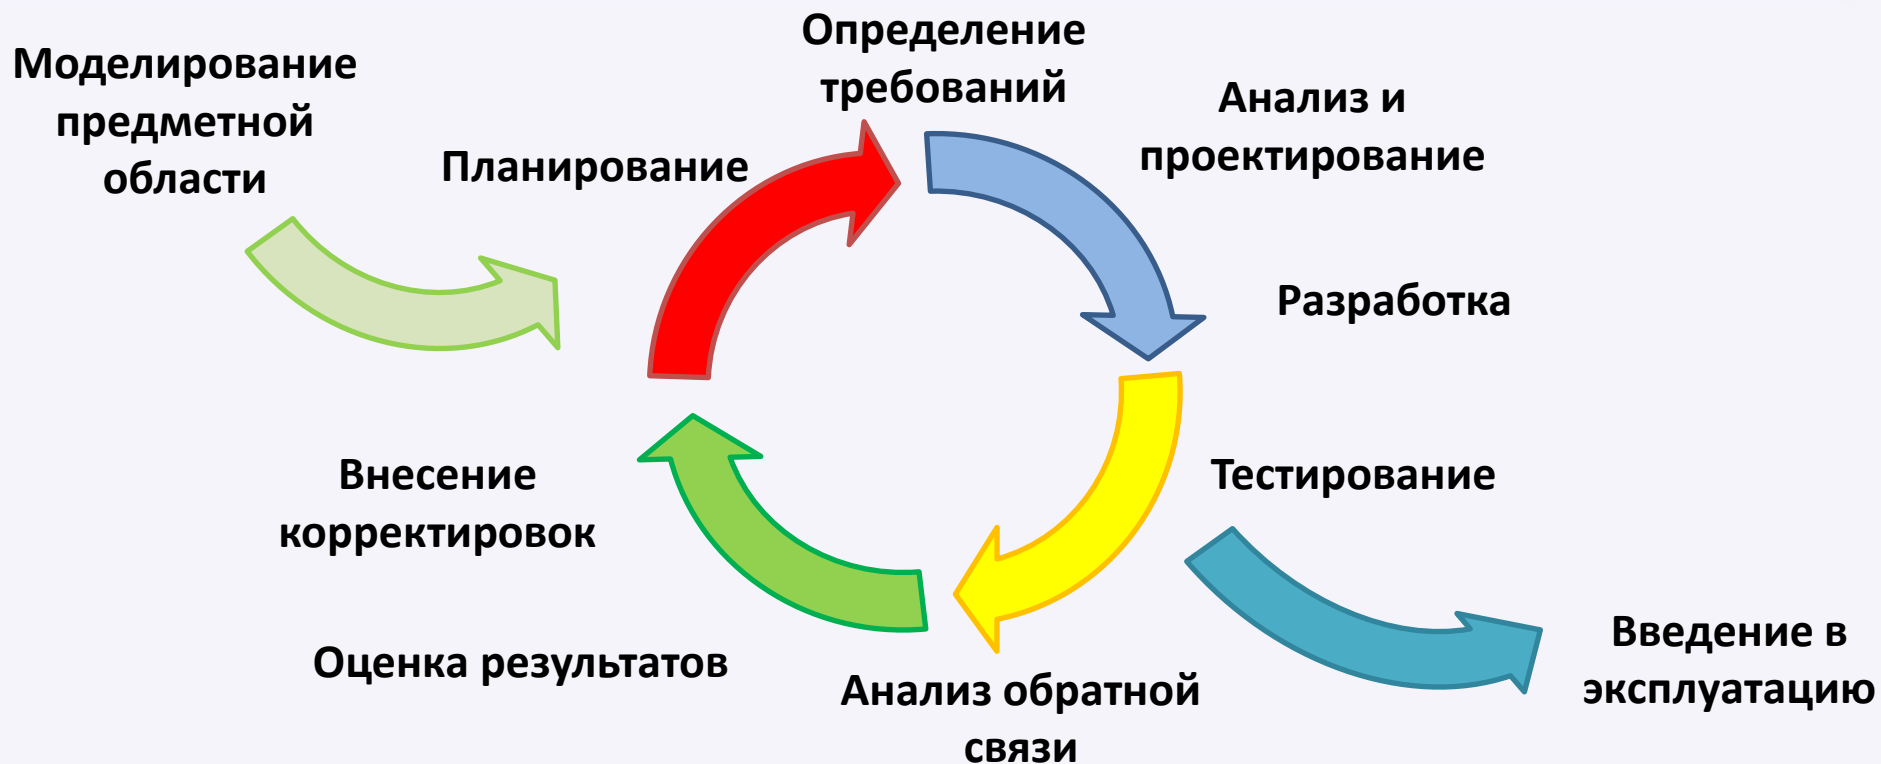 Моделирование
предметной
области
Планирование
Определение
требований
Анализ и
проектирование
Разработка
Тестирование
Введение в
эксплуатацию
Анализ обратной
связи
Оценка результатов
Внесение
корректировок